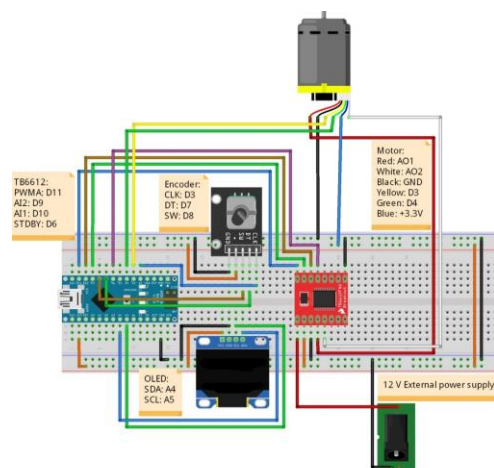 Motor:
Red: AO1
White: AO2
Black: GND
Yellow: D3
Green: D4
Blue: +3.3V
TB6612:
PWMA: D11
AI2: D9
AI1: D10
STDBY: D6
Encoder:
CLK: D3
DT: D7
SW: D8
OLED:
SDA: A4
SCL: A5
12 V External power supply